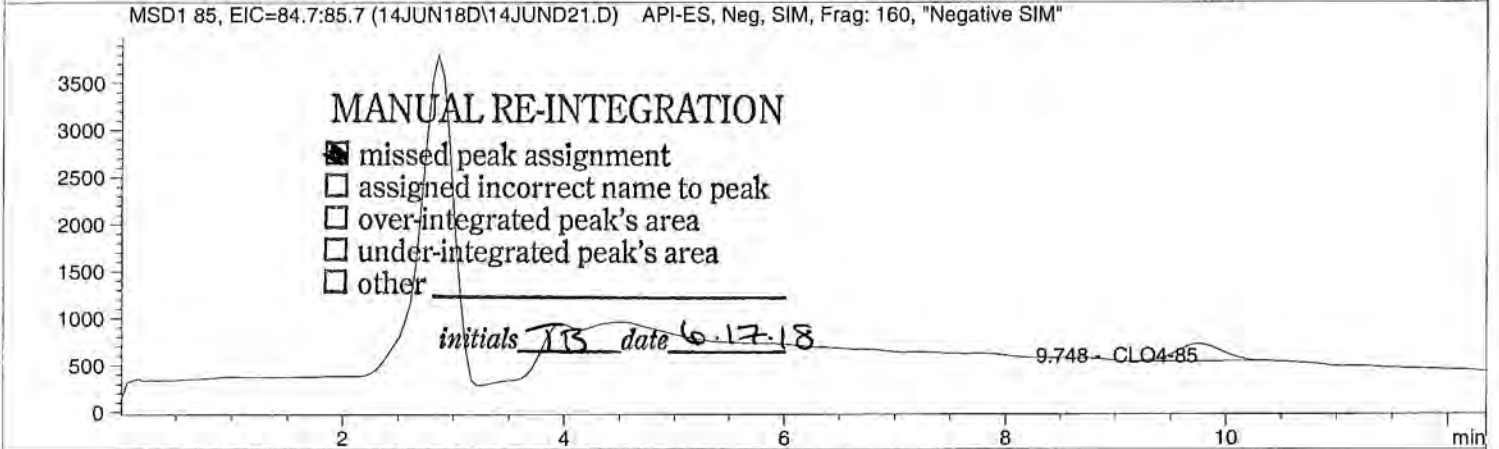 MSD1 85, EIC=84.7:85.7 (14JUN18D\14JUND21.D) API-ES, Neg, SIM, Frag: 160, "Negative SIM"
3500
3000
2500
2000
1500
1000
500
0
MANUAL RE-INTEGRATION
missed peak assignment
assigned incorrect name to peak
over-integrated peak's area
under-integrated peak's area
other
initials TB date 6.17.18
9.748 - CLO4-85
2 4 6 8 10 min